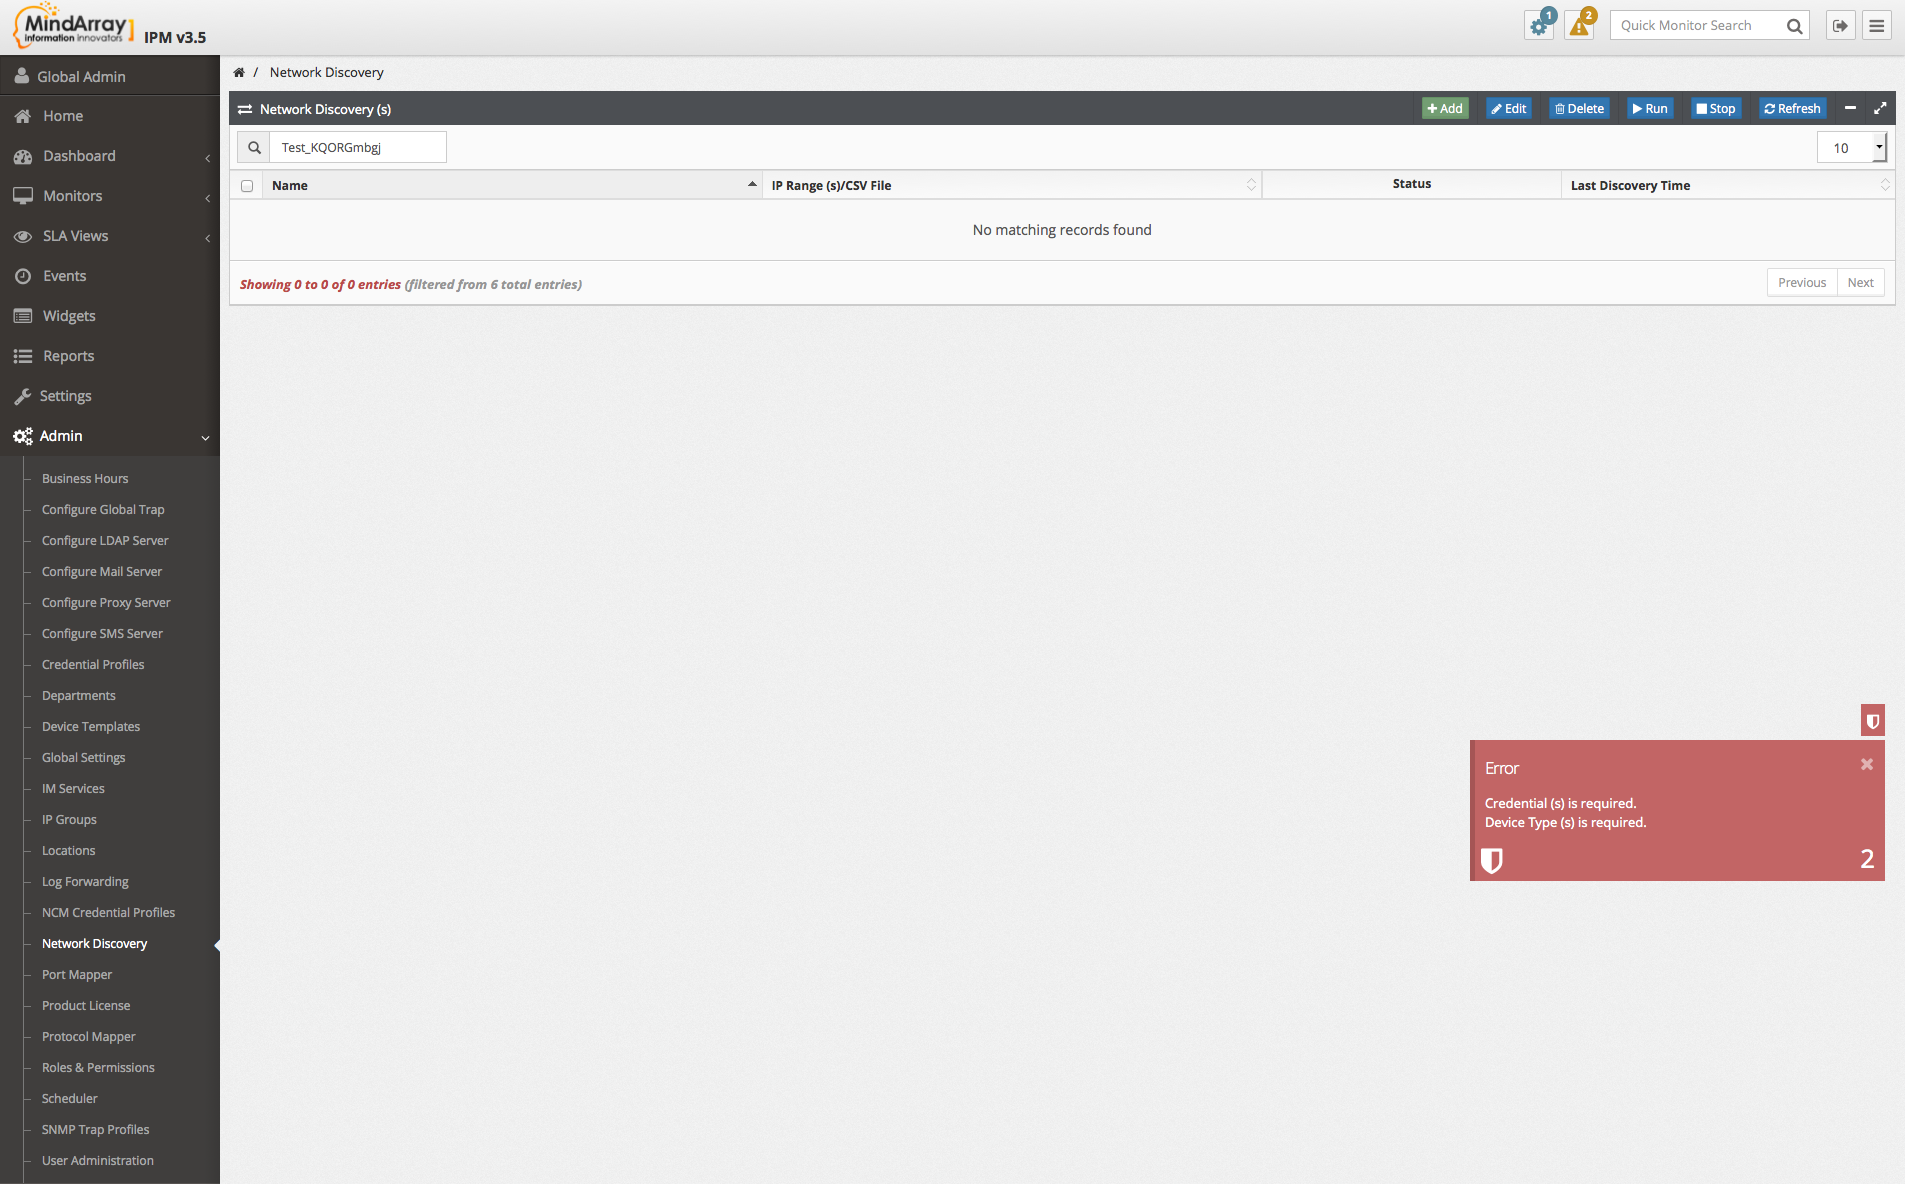 MindArray
Information Innovators
IPM v3.5
1
2
Quick Monitor Search
Global Admin
Home
Dashboard
Monitors
SLA Views
Events
Widgets
Reports
Settings
Admin
Business Hours
Configure Global Trap
Configure LDAP Server
Configure Mail Server
Configure Proxy Server
Configure SMS Server
Credential Profiles
Departments
Device Templates
Global Settings
IM Services
IP Groups
Locations
Log Forwarding
NCM Credential Profiles
Network Discovery
Port Mapper
Product License
Protocol Mapper
Roles & Permissions
Scheduler
SNMP Trap Profiles
User Administration
/ Network Discovery
Network Discovery (s)
Add Edit Delete Run Stop Refresh
Test_KQORGmbgj
10
Name IP Range (s)/CSV File Status Last Discovery Time
No matching records found
Showing 0 to 0 of 0 entries (filtered from 6 total entries)
Previous Next
Error
Credential (s) is required.
Device Type (s) is required.
2